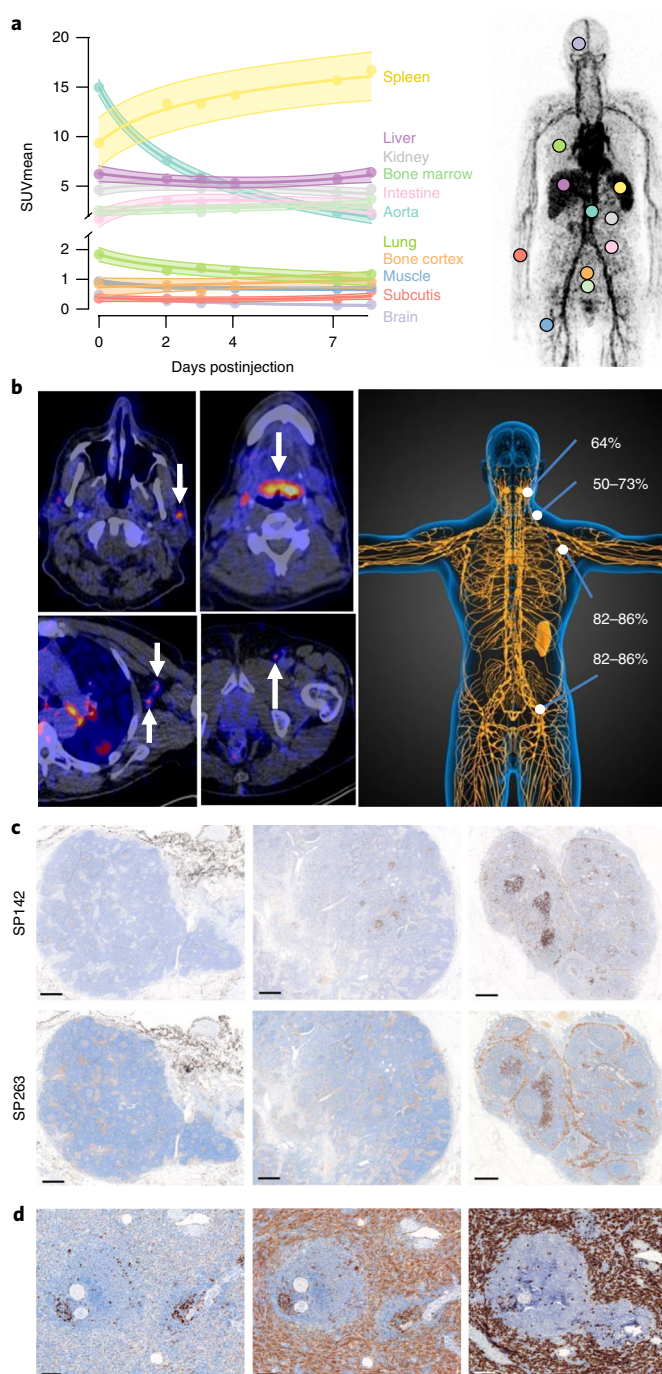 a
20
15
10
5
2
1
0
SUVmean
0
2
4
7
Days postinjection
Spleen
Liver
Kidney
Bone marrow
Intestine
Aorta
Lung
Bone cortex
Muscle
Subcutis
Brain
b
64%
50–73%
82–86%
82–86%
c
SP142
SP263
d